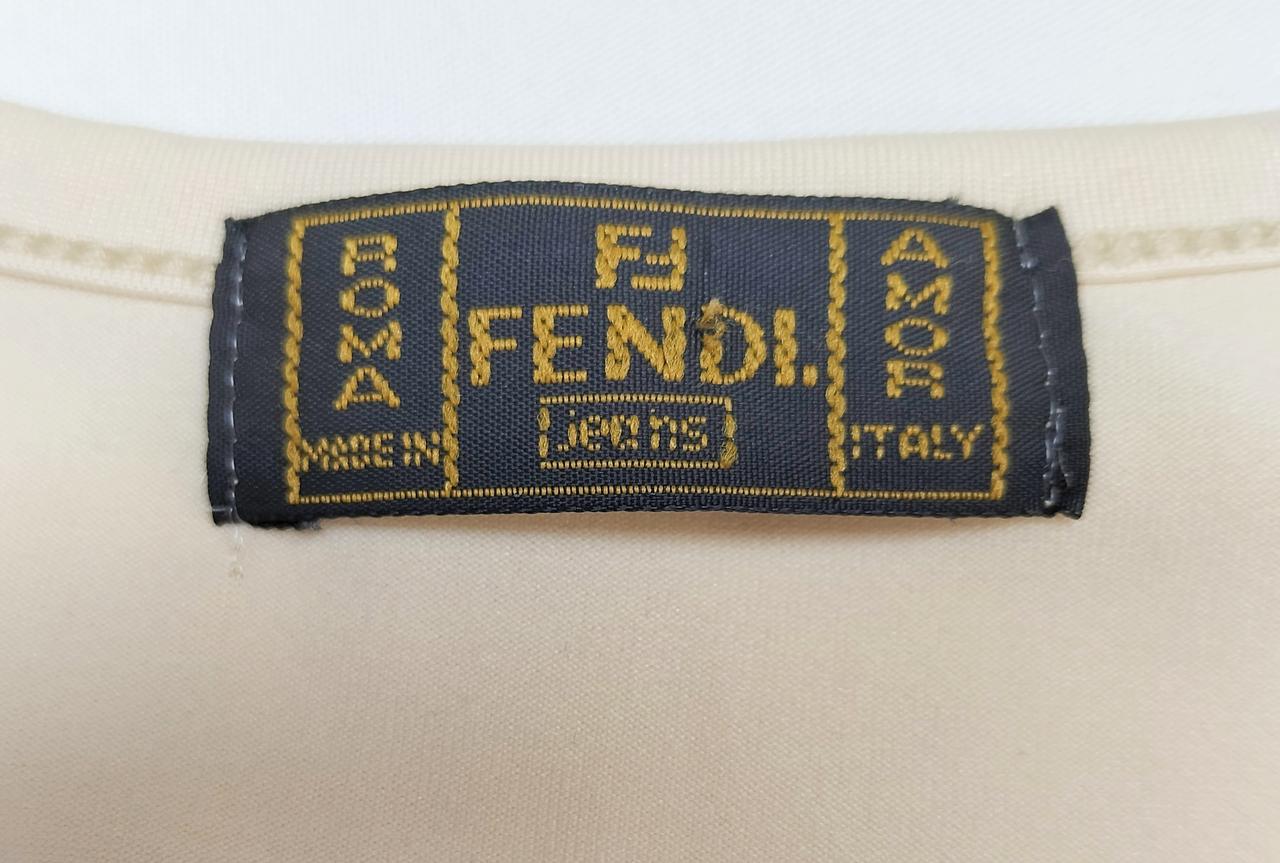 ROMA
MADE IN
FF
FENDI.
jeans
AMOR
ITALY